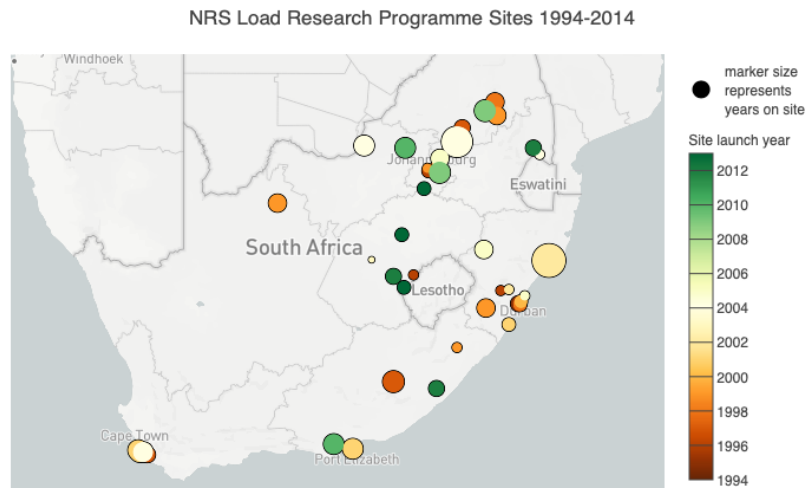 NRS Load Research Programme Sites 1994-2014
Windhoek
marker size
represents
years on site
Site launch year
2012
2010
2008
2006
2004
2002
2000
1998
1996
1994
Johannesburg
Eswatini
South Africa
Lesotho
Durban
Cape Town
Port Elizabeth